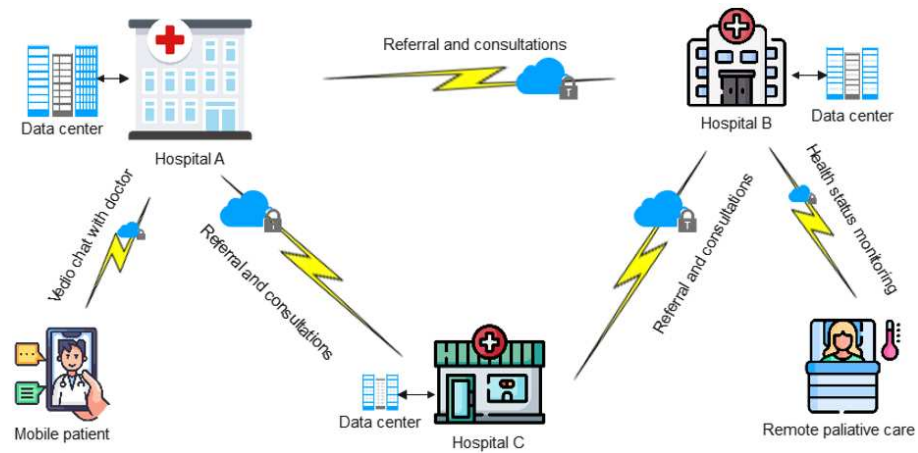 Referral and consultations
Data center
Hospital A
Hospital B
Data center
Vedio chat with doctor
Referral and consultations
Referral and consultations
Health status monitoring
Mobile patient
Data center
Hospital C
Remote paliative care